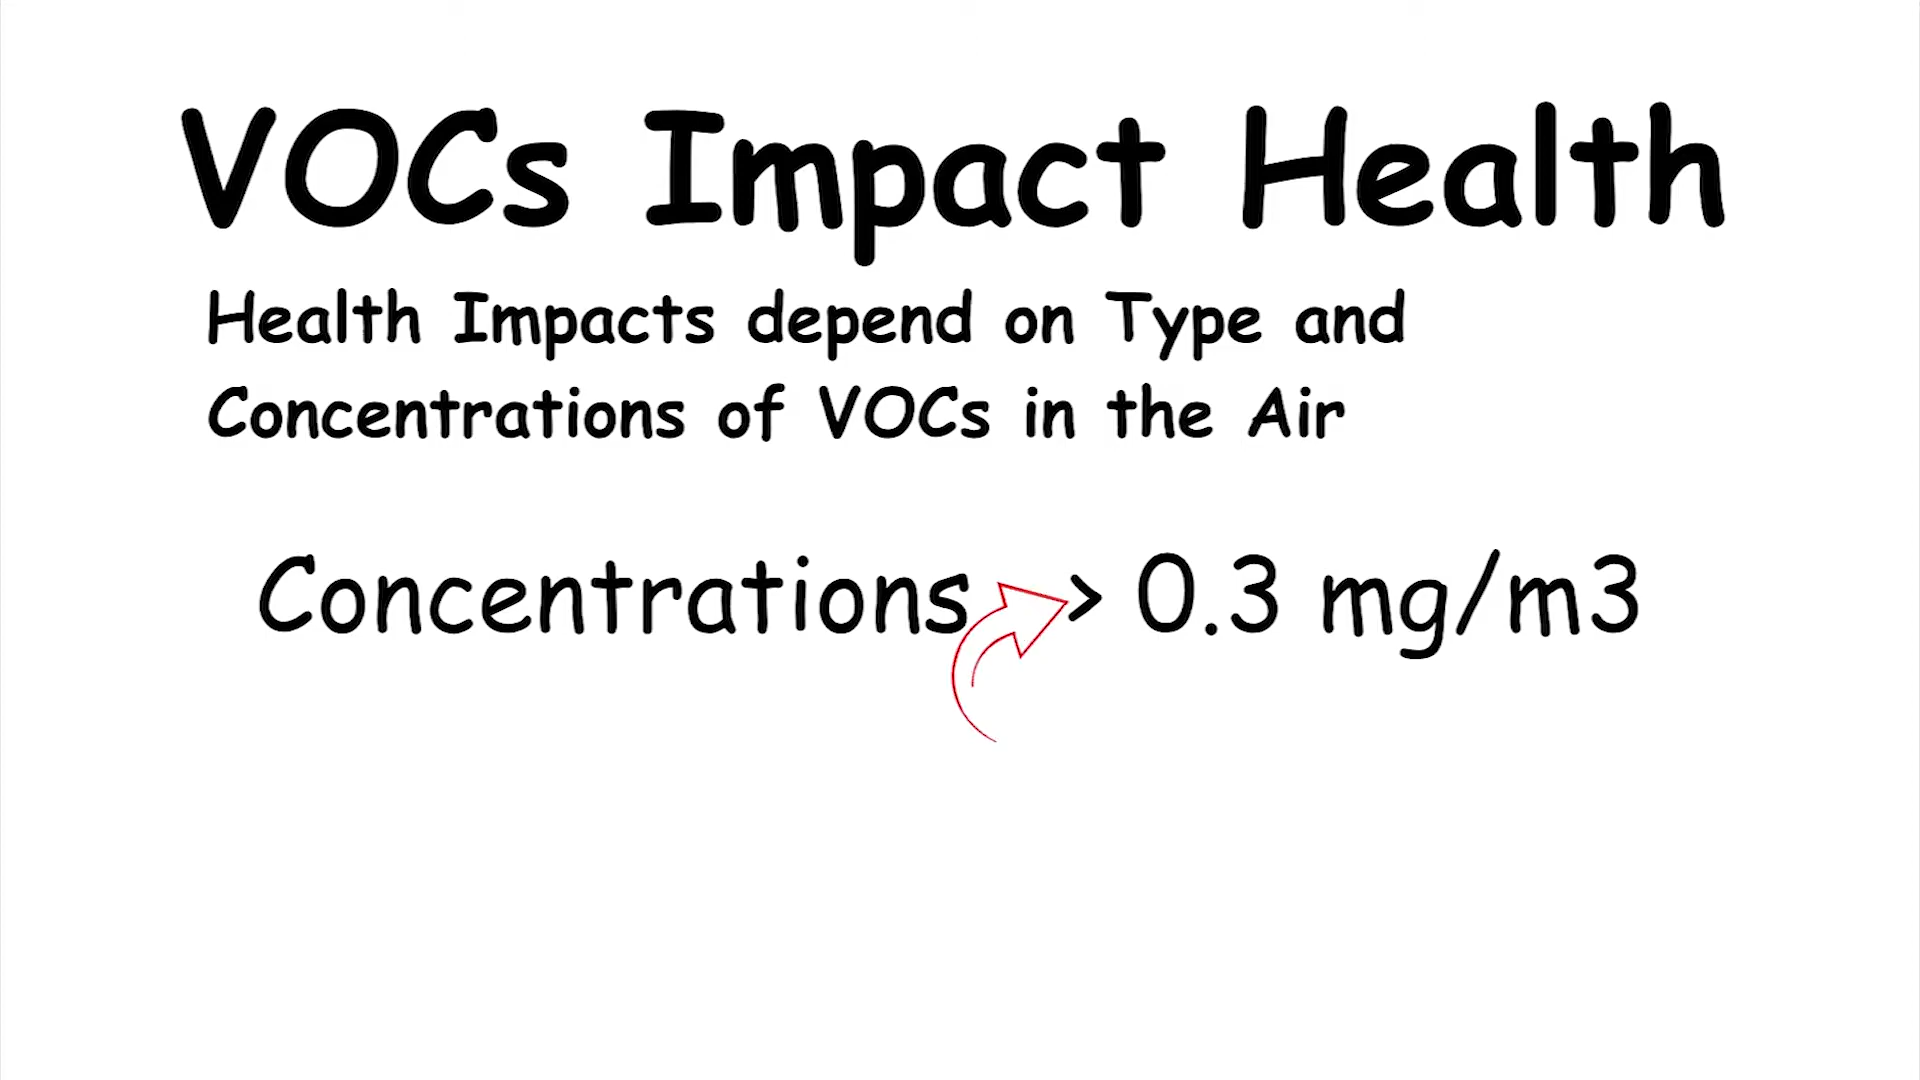 VOCs Impact Health
Health Impacts depend on Type and
Concentrations of VOCs in the Air
Concentrations > 0.3 mg/m3